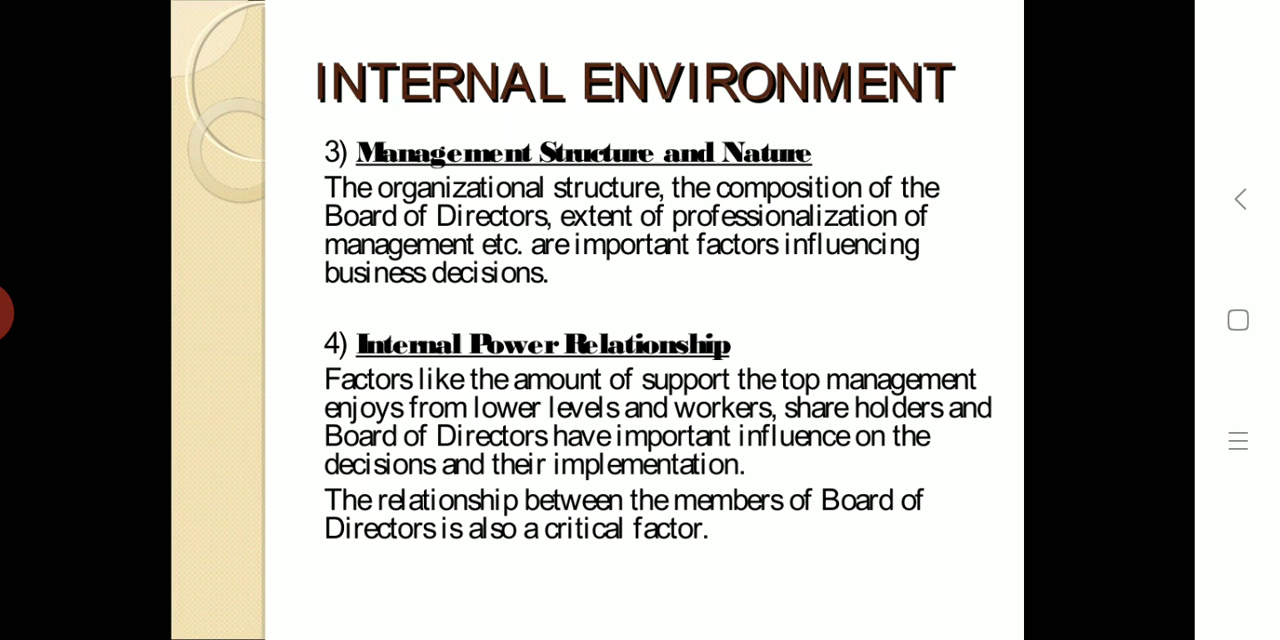 INTERNAL ENVIRONMENT
3) Management Structure and Nature
The organizational structure, the composition of the
Board of Directors, extent of professionalization of
management etc. are important factors influencing
business decisions.
4) Internal Power Relationship
Factors like the amount of support the top management
enjoys from lower levels and workers, share holders and
Board of Directors have important influence on the
decisions and their implementation.
The relationship between the members of Board of
Directors is also a critical factor.